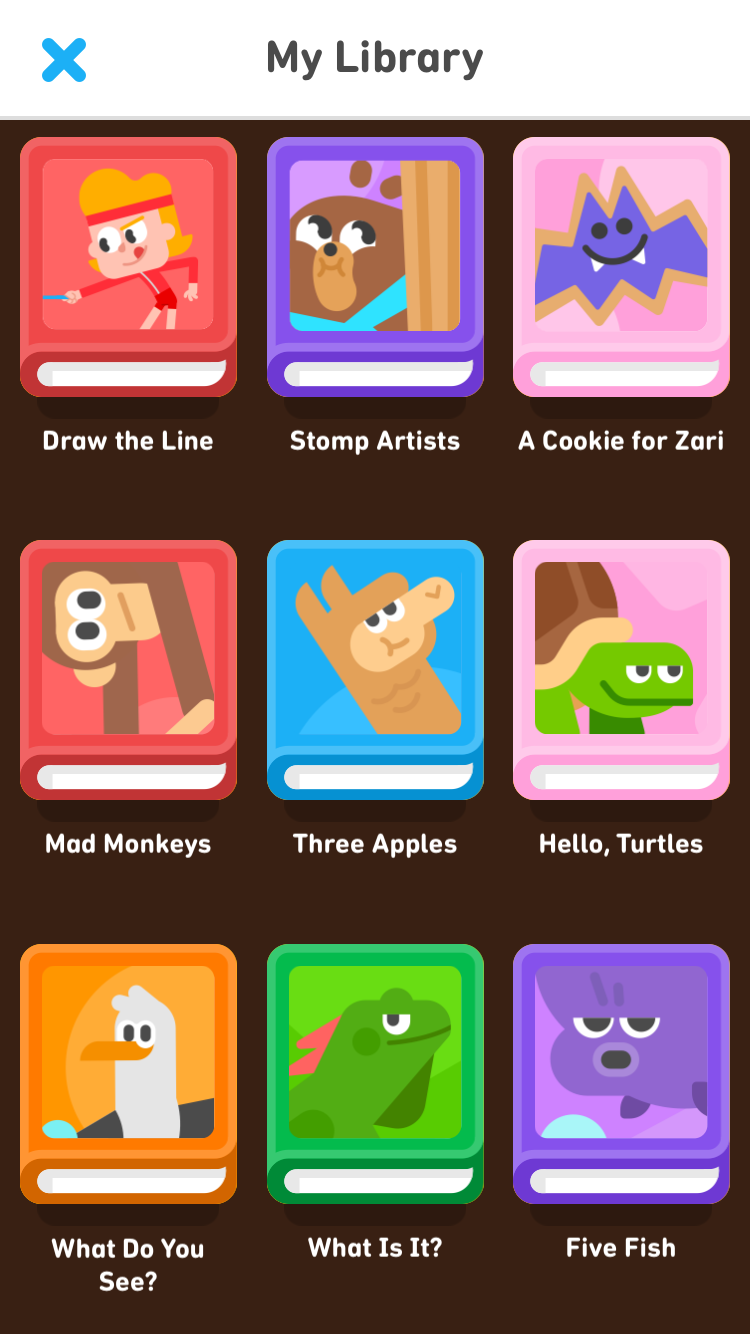 My Library
Draw the Line
Stomp Artists
A Cookie for Zari
Mad Monkeys
Three Apples
Hello, Turtles
What Do You
See?
What Is It?
Five Fish